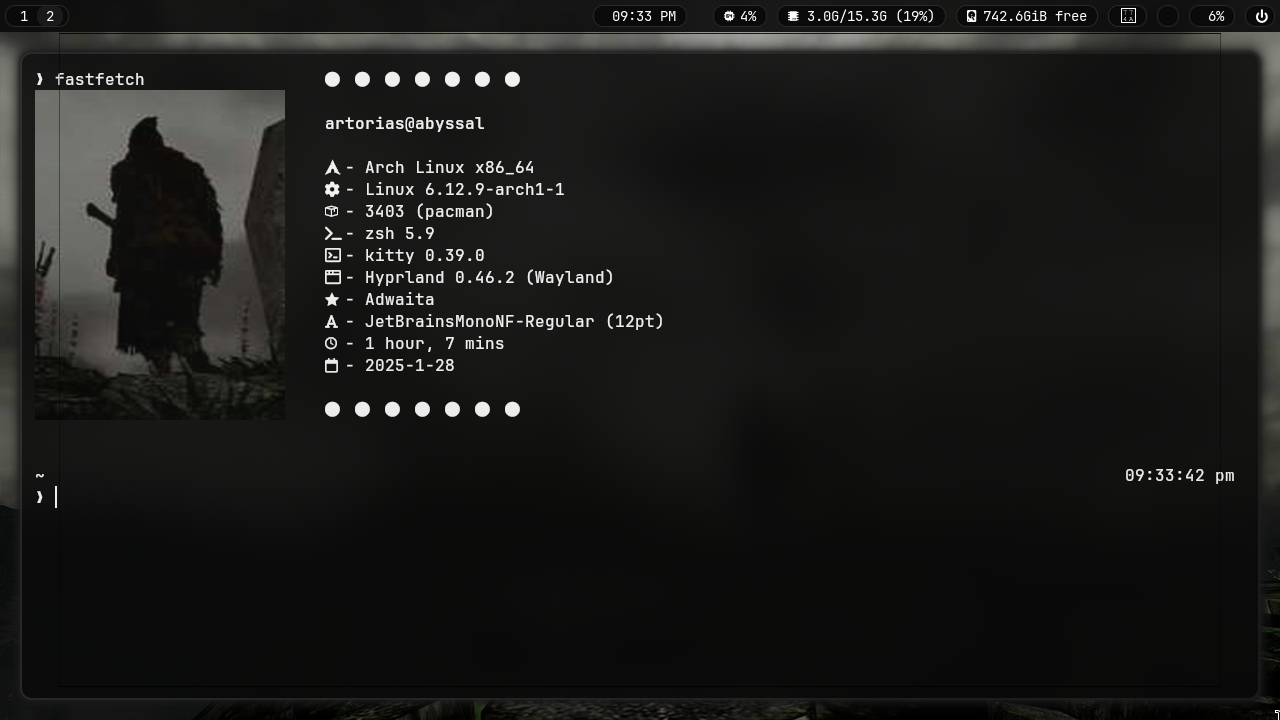 1 2
09:33 PM
4%
3.0G/15.3G (19%)
742.6GiB free
6%
fastfetch
artorias@abyssal
- Arch Linux x86_64
- Linux 6.12.9-arch1-1
- 3403 (pacman)
- zsh 5.9
- kitty 0.39.0
- Hyprland 0.46.2 (Wayland)
- Adwaita
- JetBrainsMonoNF-Regular (12pt)
- 1 hour, 7 mins
- 2025-1-28
~
09:33:42 pm